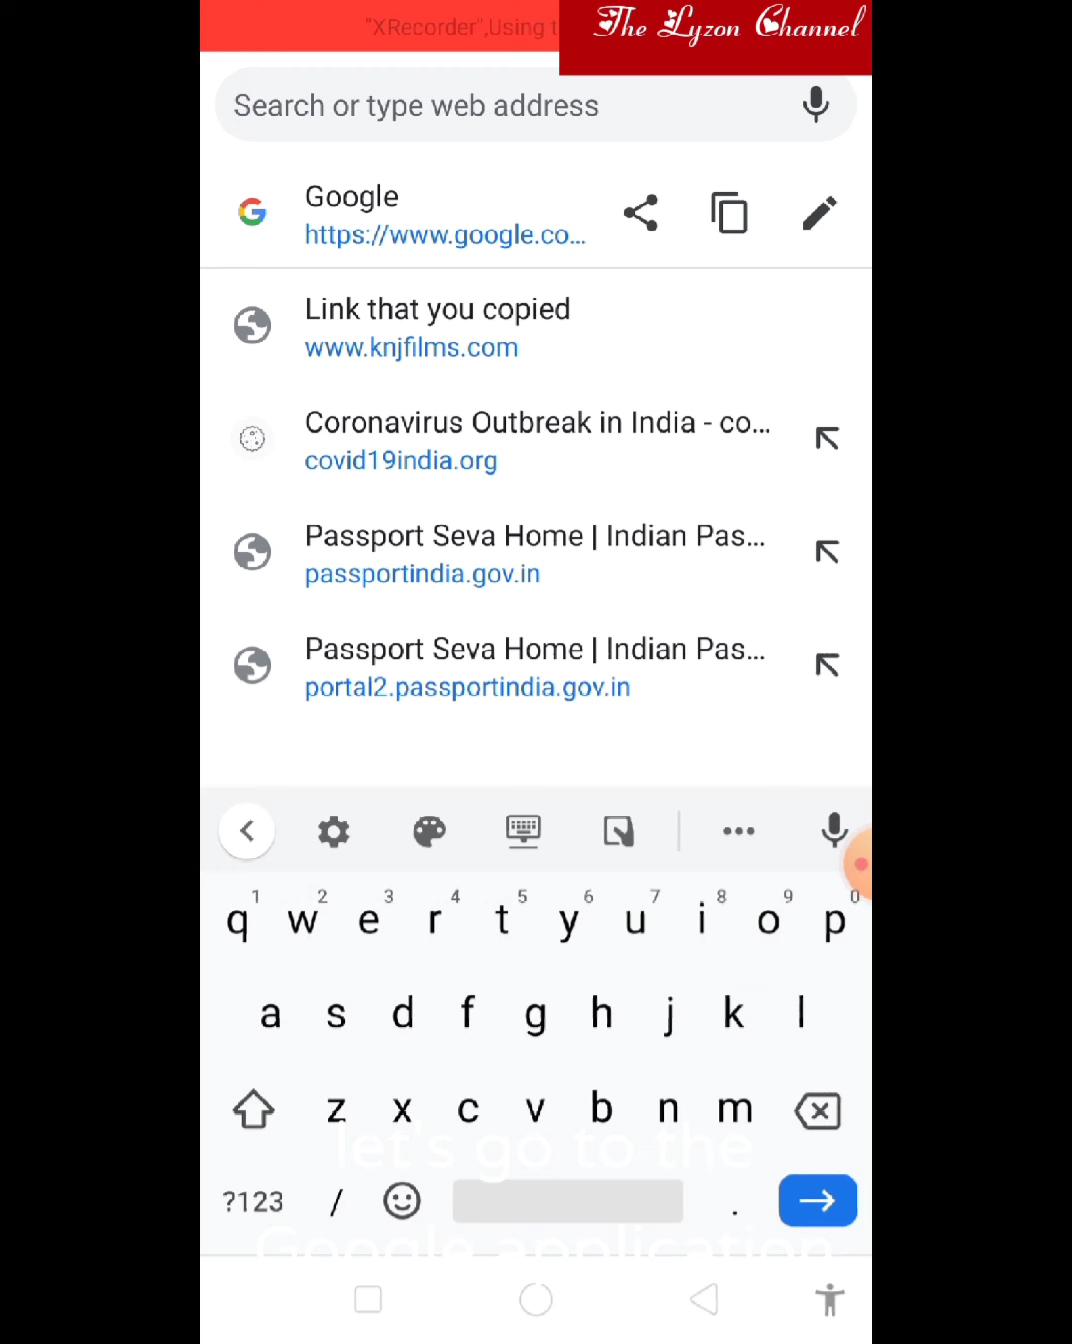 "XRecorder",Using t
The Lyzon Channel
Search or type web address
Google
https://www.google.co...
Link that you copied
www.knjfilms.com
Coronavirus Outbreak in India - co...
covid19india.org
Passport Seva Home | Indian Pas...
passportindia.gov.in
Passport Seva Home | Indian Pas...
portal2.passportindia.gov.in
1 2 3 4 5 6 7 8 9 0
q w e r t y u i o p
a s d f g h j k l
z x c v b n m
let's go to the
?123 / .
Google application